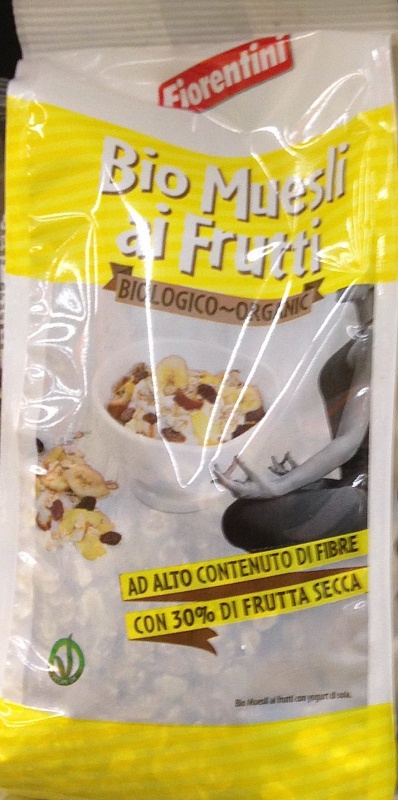 Fiorentini
Bio Muesli
ai Frutti
BIOLOGICO~ORGANIC
AD ALTO CONTENUTO DI FIBRE
CON 30% DI FRUTTA SECCA
Bio Muesli ai frutti con yogurt di soia.